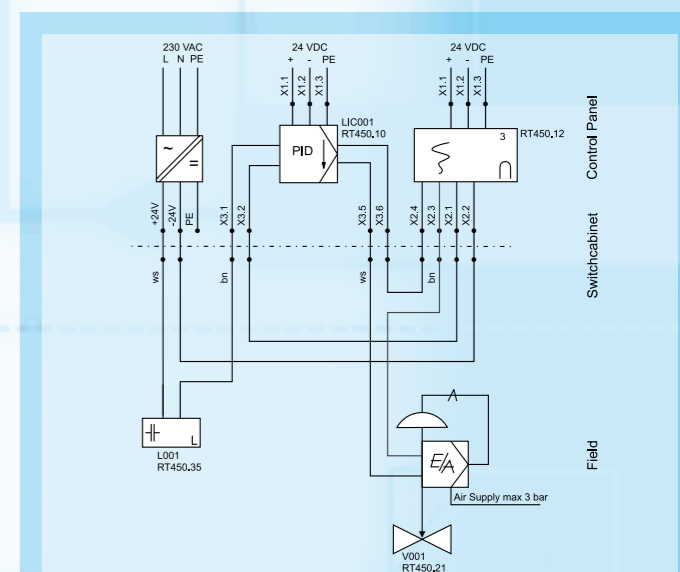 230 VAC
L N PE
24 VDC
+ - PE
X1.1 X1.2 X1.3
24 VDC
+ - PE
X1.1 X1.2 X1.3
LIC001
RT450.10
PID
3
RT450.12
Control Panel
+24V -24V PE
X3.1 X3.2
X3.5 X3.6
X2.4 X2.3 X2.1 X2.2
Switchcabinet
ws
bn
ws
bn
L
L001
RT450.35
E/A
Field
Air Supply max 3 bar
V001
RT450.21